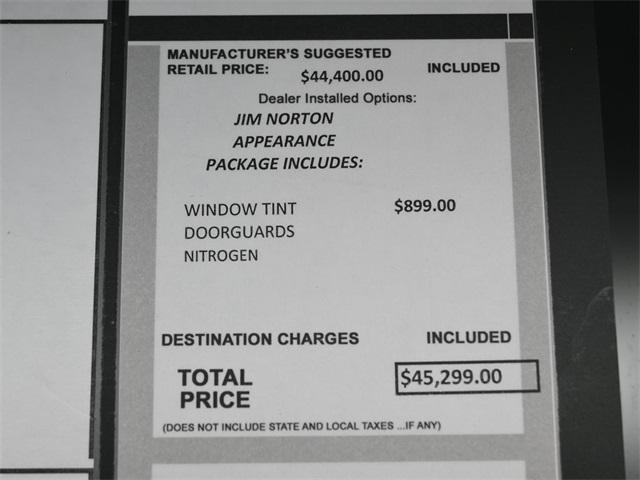 MANUFACTURER'S SUGGESTED
RETAIL PRICE: $44,400.00 INCLUDED
Dealer Installed Options:
JIM NORTON
APPEARANCE
PACKAGE INCLUDES:
WINDOW TINT $899.00
DOORGUARDS
NITROGEN
DESTINATION CHARGES INCLUDED
TOTAL PRICE $45,299.00
(DOES NOT INCLUDE STATE AND LOCAL TAXES ...IF ANY)